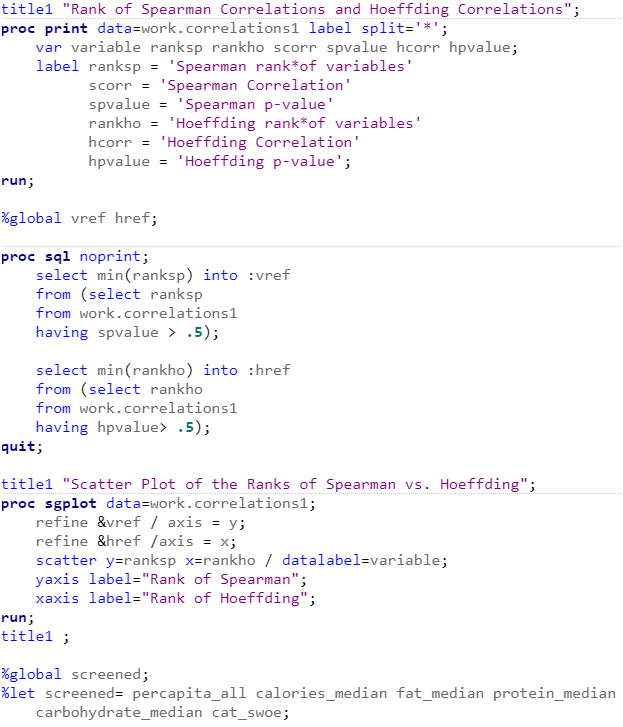 title1 "Rank of Spearman Correlations and Hoeffding Correlations";
proc print data=work.correlations1 label split='*';
var variable ranksp rankho scorr spvalue hcorr hpvalue;
label ranksp = 'Spearman rank*of variables'
scorr = 'Spearman Correlation'
spvalue = 'Spearman p-value'
rankho = 'Hoeffding rank*of variables'
hcorr = 'Hoeffding Correlation'
hpvalue = 'Hoeffding p-value';
run;
%global vref href;
proc sql noprint;
select min(ranksp) into :vref
from (select ranksp
from work.correlations1
having spvalue > .5);
select min(rankho) into :href
from (select rankho
from work.correlations1
having hpvalue> .5);
quit;
title1 "Scatter Plot of the Ranks of Spearman vs. Hoeffding";
proc sgplot data=work.correlations1;
refine &vref / axis = y;
refine &href /axis = x;
scatter y=ranksp x=rankho / datalabel=variable;
yaxis label="Rank of Spearman";
xaxis label="Rank of Hoeffding";
run;
title1 ;
%global screened;
%let screened= percapita_all calories_median fat_median protein_median
carbohydrate_median cat_swoe;